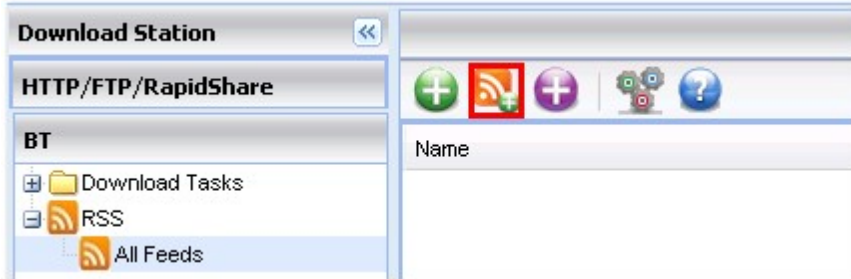 Download Station
HTTP/FTP/RapidShare
BT
Name
Download Tasks
RSS
All Feeds